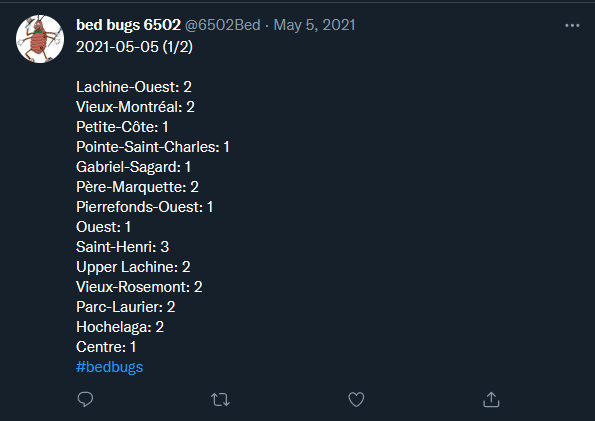 bed bugs 6502 @6502Bed · May 5, 2021
2021-05-05 (1/2)
Lachine-Ouest: 2
Vieux-Montréal: 2
Petite-Côte: 1
Pointe-Saint-Charles: 1
Gabriel-Sagard: 1
Père-Marquette: 2
Pierrefonds-Ouest: 1
Ouest: 1
Saint-Henri: 3
Upper Lachine: 2
Vieux-Rosemont: 2
Parc-Laurier: 2
Hochelaga: 2
Centre: 1
#bedbugs